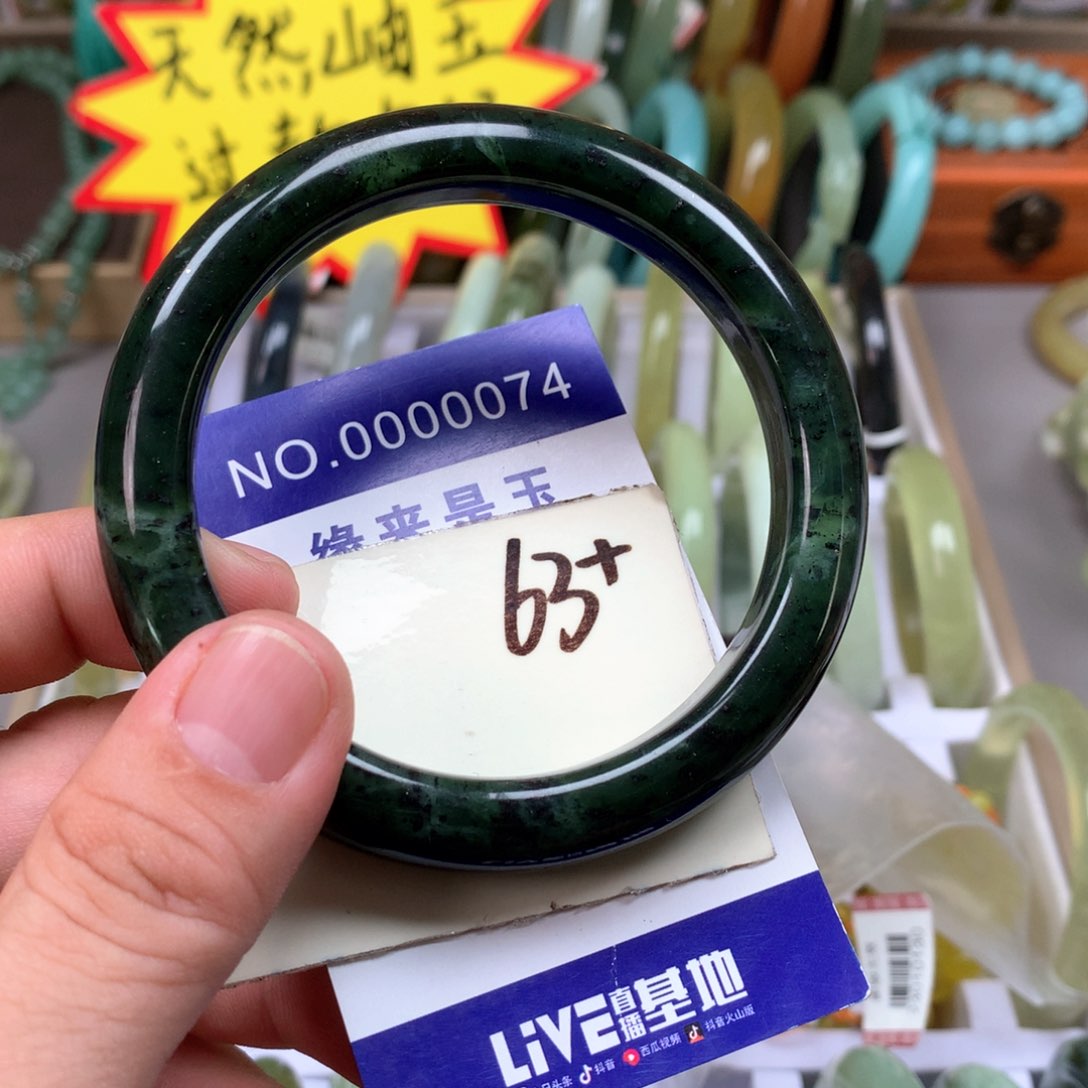 天然岫玉
NO.0000074
缘来是玉
63+
LiVE直播基地
抖音 西瓜视频 抖音火山版